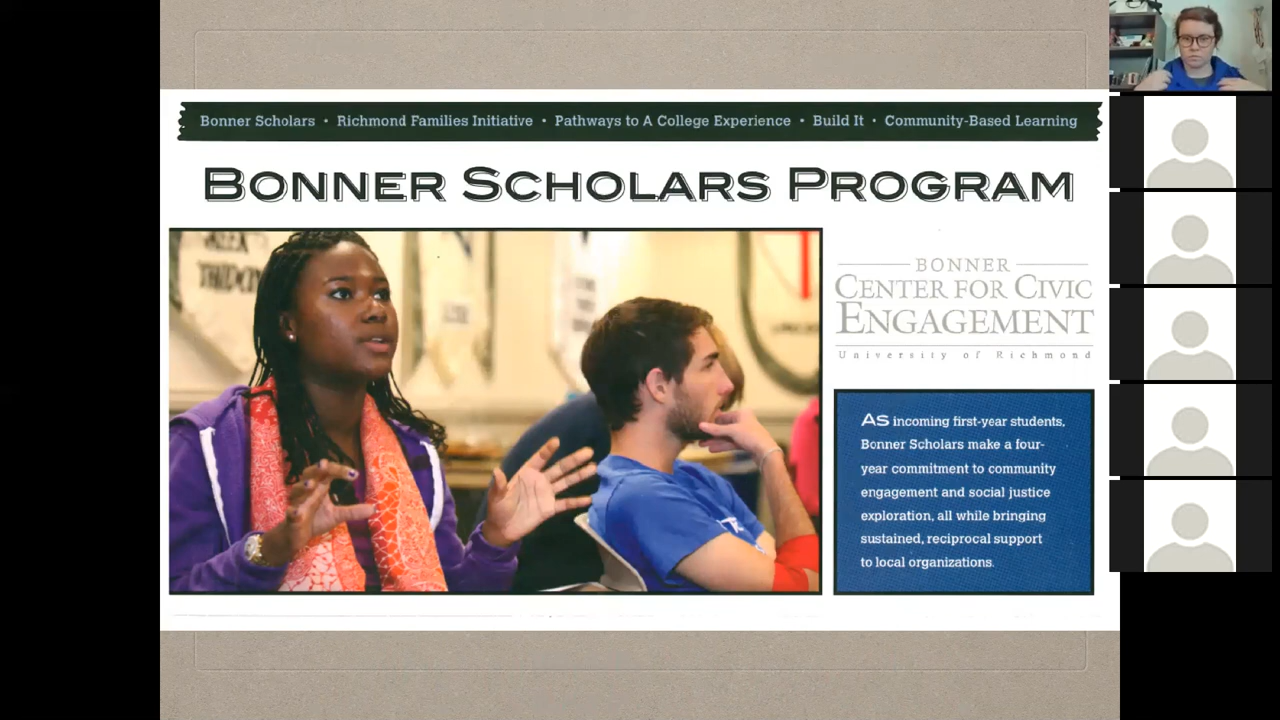 Bonner Scholars • Richmond Families Initiative • Pathways to A College Experience • Build It • Community-Based Learning
BONNER SCHOLARS PROGRAM
BONNER
CENTER FOR CIVIC
ENGAGEMENT
University of Richmond
AS incoming first-year students,
Bonner Scholars make a four-
year commitment to community
engagement and social justice
exploration, all while bringing
sustained, reciprocal support
to local organizations.